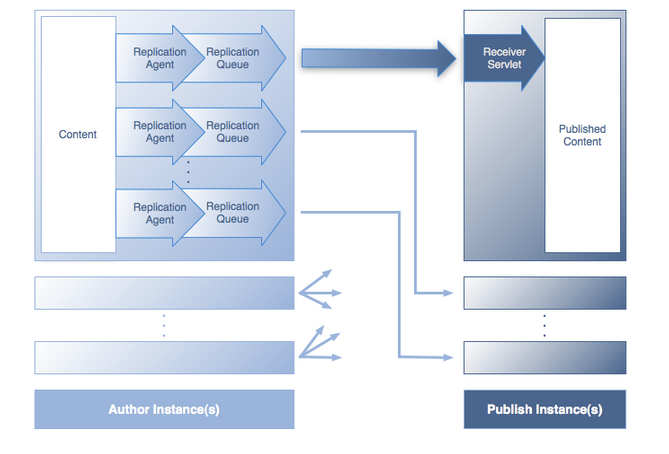 Replication
Agent
Replication
Queue
Receiver
Servlet
Content
Replication
Agent
Replication
Queue
Published
Content
Replication
Agent
Replication
Queue
Author Instance(s)
Publish Instance(s)